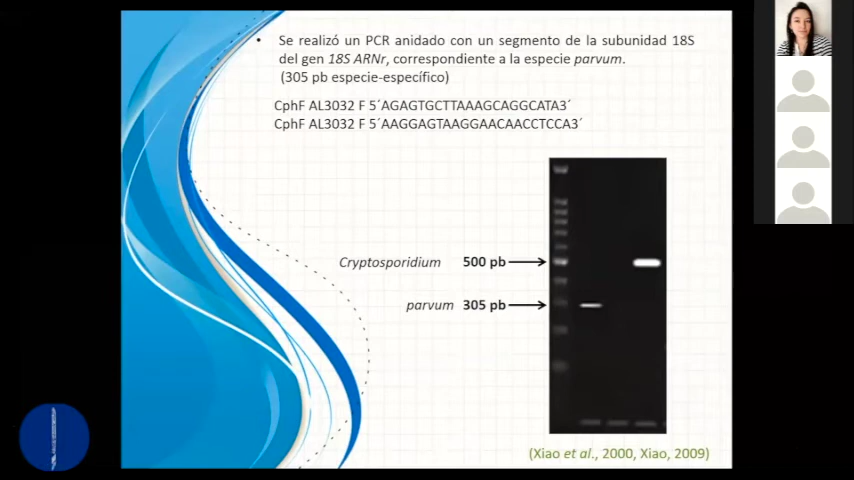 • Se realizó un PCR anidado con un segmento de la subunidad 18S
del gen 18S ARNr, correspondiente a la especie parvum.
(305 pb especie-específico)
CphF AL3032 F 5´AGAGTGCTTAAAGCAGGCATA3´
CphF AL3032 F 5´AAGGAGTAAGGAACAACCTCCA3´
Cryptosporidium 500 pb
parvum 305 pb
(Xiao et al., 2000, Xiao, 2009)